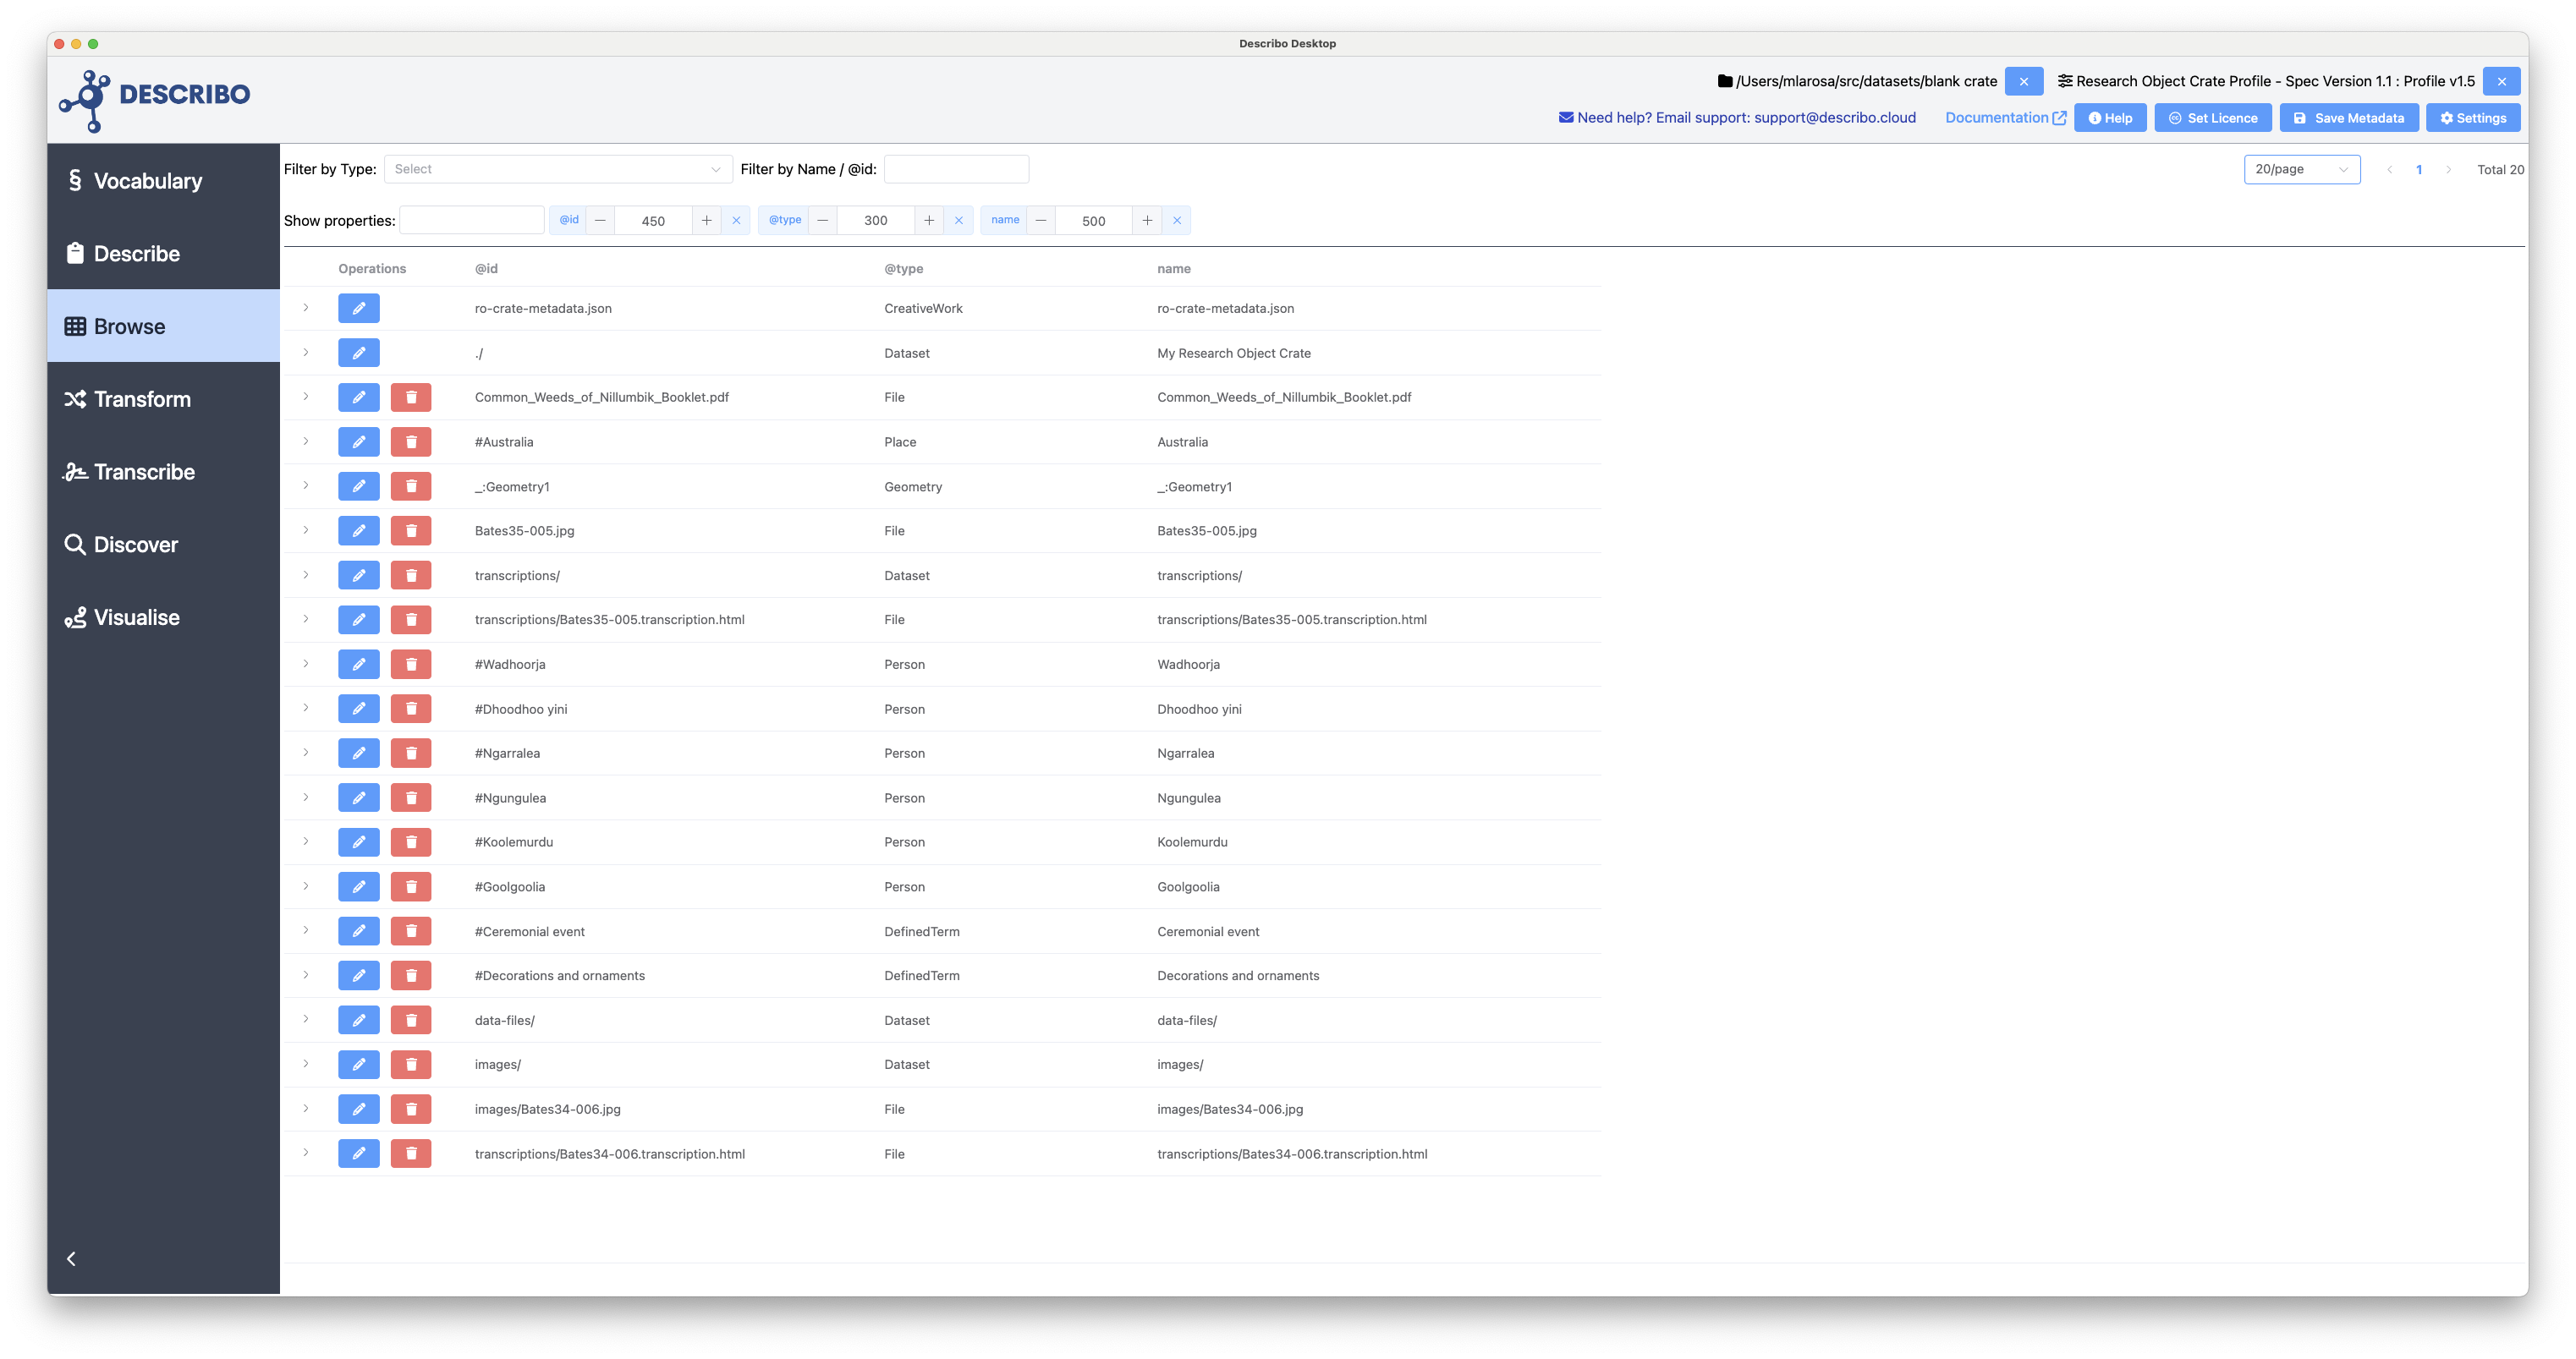 Describo Desktop
DESCRIBO
/Users/mlarosa/src/datasets/blank crate Research Object Crate Profile - Spec Version 1.1 : Profile v1.5
Need help? Email support: support@describo.cloud Documentation Help Set Licence Save Metadata Settings
Vocabulary
Describe
Browse
Transform
Transcribe
Discover
Visualise
Filter by Type: Select Filter by Name / @id: 20/page 1 Total 20
Show properties: @id 450 @type 300 name 500
Operations @id @type name
ro-crate-metadata.json CreativeWork ro-crate-metadata.json
./ Dataset My Research Object Crate
Common_Weeds_of_Nillumbik_Booklet.pdf File Common_Weeds_of_Nillumbik_Booklet.pdf
#Australia Place Australia
_:Geometry1 Geometry _:Geometry1
Bates35-005.jpg File Bates35-005.jpg
transcriptions/ Dataset transcriptions/
transcriptions/Bates35-005.transcription.html File transcriptions/Bates35-005.transcription.html
#Wadhoorja Person Wadhoorja
#Dhoodhoo yini Person Dhoodhoo yini
#Ngarralea Person Ngarralea
#Ngungulea Person Ngungulea
#Koolemurdu Person Koolemurdu
#Goolgoolia Person Goolgoolia
#Ceremonial event DefinedTerm Ceremonial event
#Decorations and ornaments DefinedTerm Decorations and ornaments
data-files/ Dataset data-files/
images/ Dataset images/
images/Bates34-006.jpg File images/Bates34-006.jpg
transcriptions/Bates34-006.transcription.html File transcriptions/Bates34-006.transcription.html